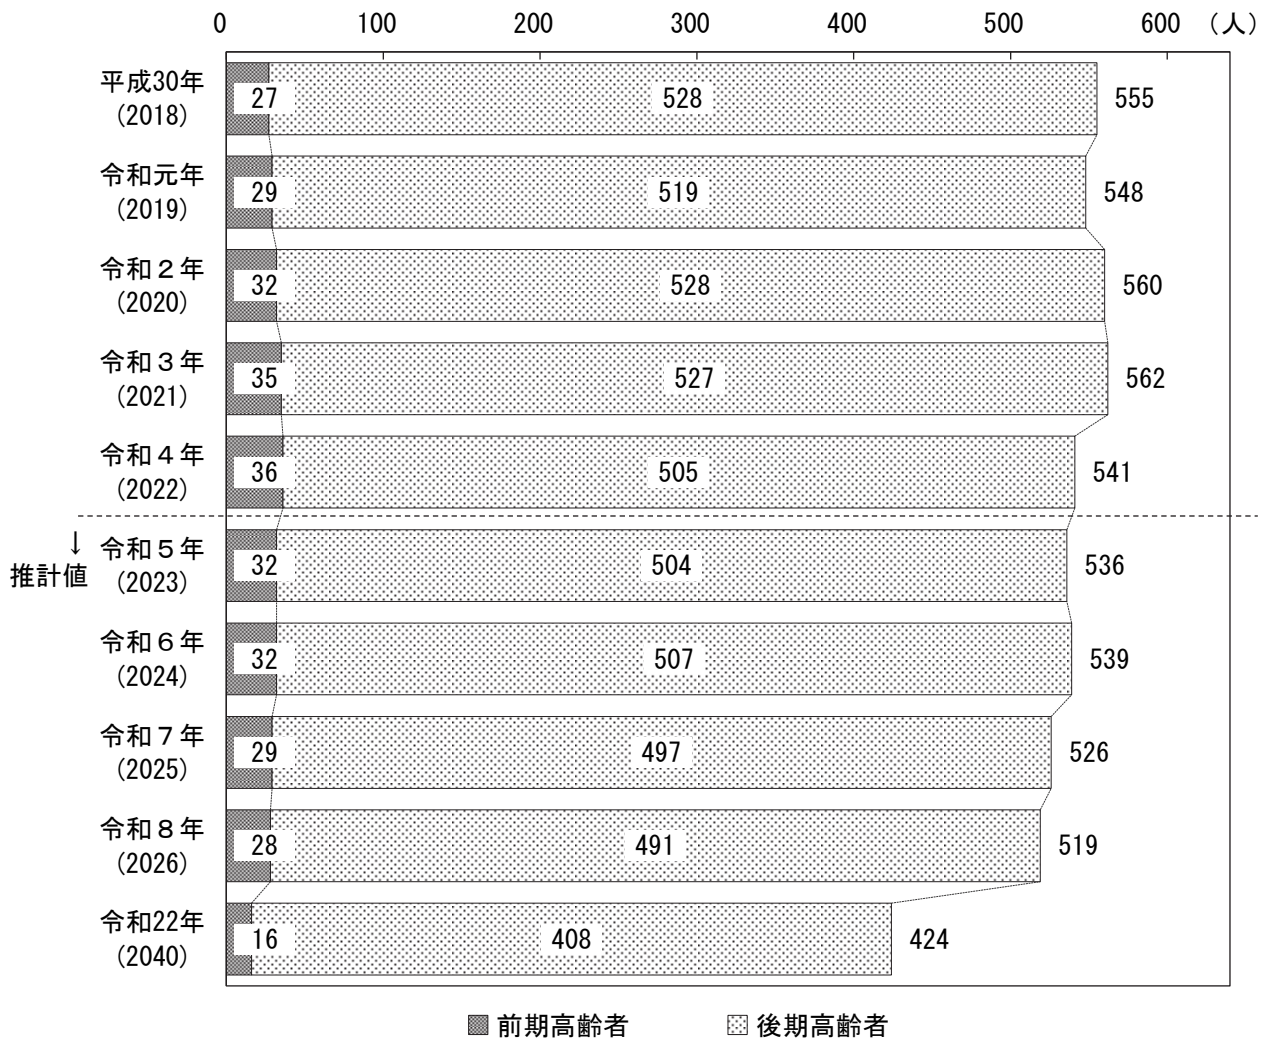 0 100 200 300 400 500 600 （人）
平成30年
（2018）
27 528 555
令和元年
（2019）
29 519 548
令和２年
（2020）
32 528 560
令和３年
（2021）
35 527 562
令和４年
（2022）
36 505 541
↓
推計値
令和５年
（2023）
32 504 536
令和６年
（2024）
32 507 539
令和７年
（2025）
29 497 526
令和８年
（2026）
28 491 519
令和22年
（2040）
16 408 424
前期高齢者 後期高齢者